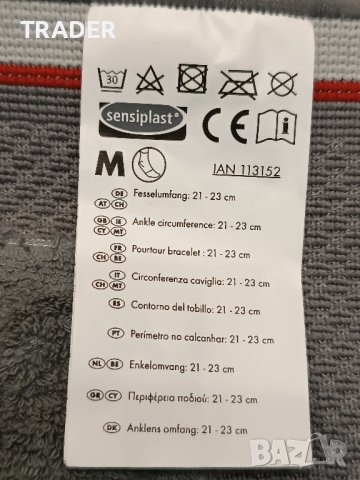 TRADER
30
sensiplast®
CE
i
M
IAN 113152
DE AT CH Fesselumfang: 21 - 23 cm
GB IE CY MT Ankle circumference: 21 - 23 cm
FR CH BE Pourtour bracelet : 21 - 23 cm
IT CH MT Circonferenza caviglia: 21 - 23 cm
ES Contorno del tobillo: 21 - 23 cm
PT Perímetro no calcanhar: 21 - 23 cm
NL BE Enkelomvang: 21 - 23 cm
GR CY Περιφέρεια ποδιού: 21 - 23 cm
DK Anklens omfang: 21 - 23 cm
BAZAR